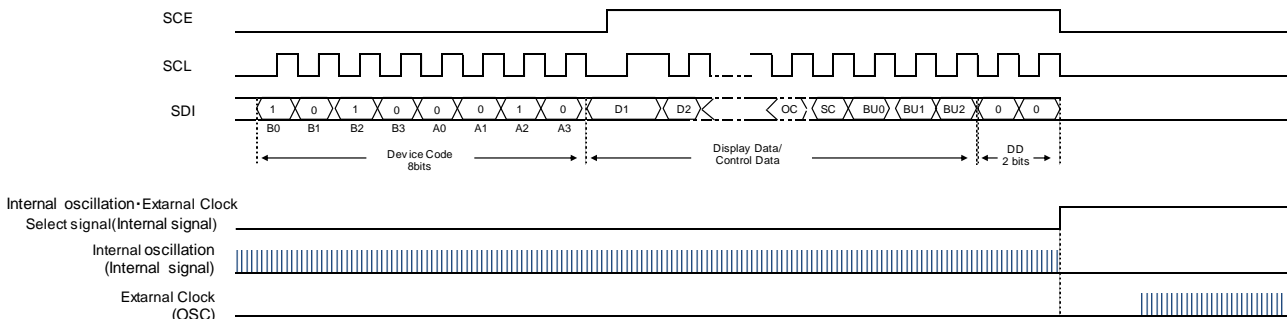 SCE
SCL
SDI
1 0 1 0 0 0 1 0 D1 D2 OC SC BU0 BU1 BU2 0 0
B0 B1 B2 B3 A0 A1 A2 A3
Device Code
8bits
Display Data/
Control Data
DD
2 bits
Internal oscillation・Extarnal Clock
Select signal(Internal signal)
Internal oscillation
(Internal signal)
Extarnal Clock
(OSC)